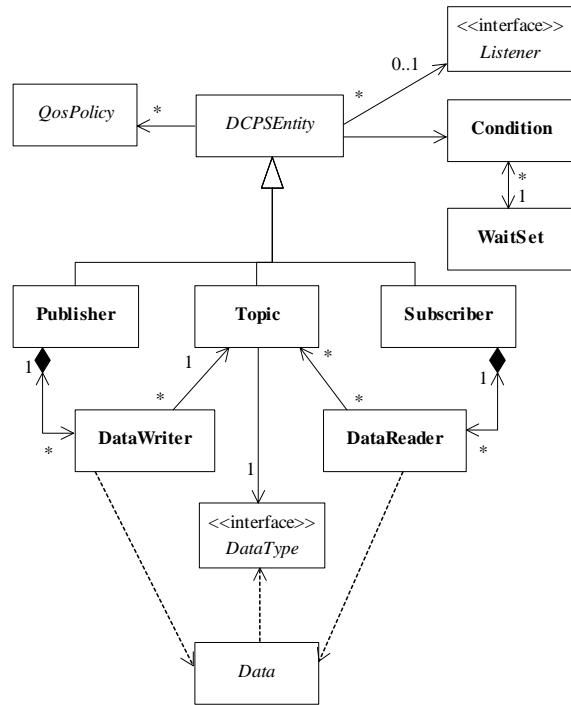 <<interface>>
Listener
0..1
*
QosPolicy
*
DCPSEntity
Condition
*
1
WaitSet
Publisher
Topic
Subscriber
1
1
*
1
*
*
*
*
DataWriter
DataReader
1
<<interface>>
DataType
Data